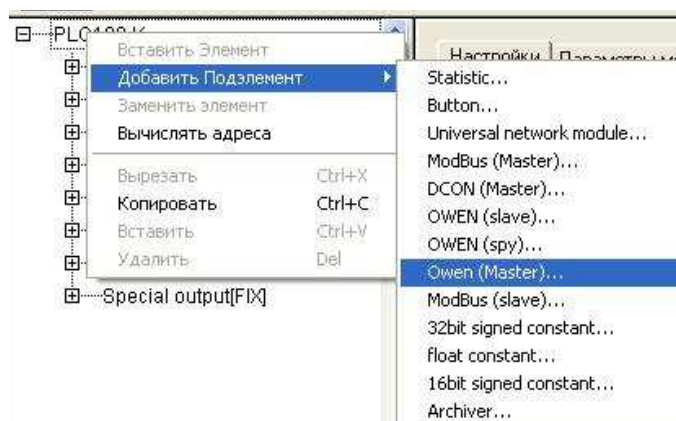 PLC100.K
Вставить Элемент
Добавить Подэлемент
Заменить элемент
Вычислять адреса
Вырезать Ctrl+X
Копировать Ctrl+C
Вставить Ctrl+V
Удалить Del
Special output[FIX]
Настройки
Параметры
Statistic...
Button...
Universal network module...
ModBus (Master)...
DCON (Master)...
OWEN (slave)...
OWEN (spy)...
Owen (Master)...
ModBus (slave)...
32bit signed constant...
float constant...
16bit signed constant...
Archiver...